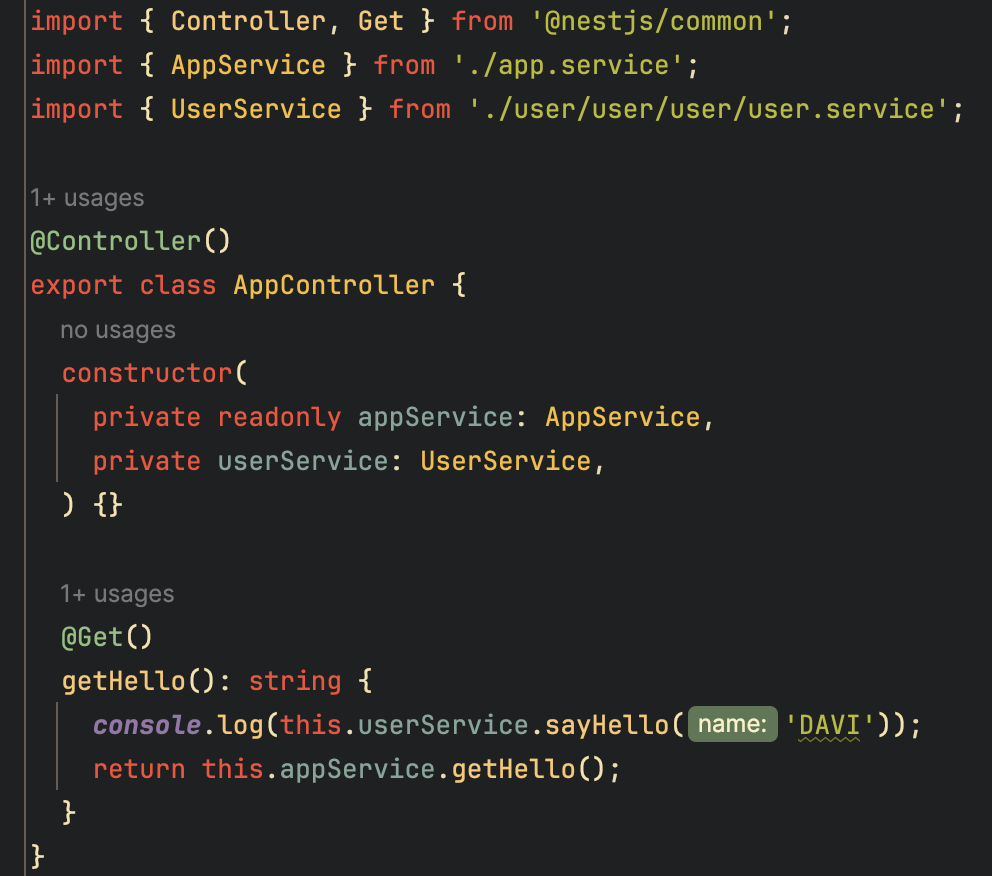 import { Controller, Get } from '@nestjs/common';
import { AppService } from './app.service';
import { UserService } from './user/user/user/user.service';
1+ usages
@Controller()
export class AppController {
no usages
constructor(
private readonly appService: AppService,
private userService: UserService,
) {}
1+ usages
@Get()
getHello(): string {
console.log(this.userService.sayHello( name: 'DAVI'));
return this.appService.getHello();
}
}